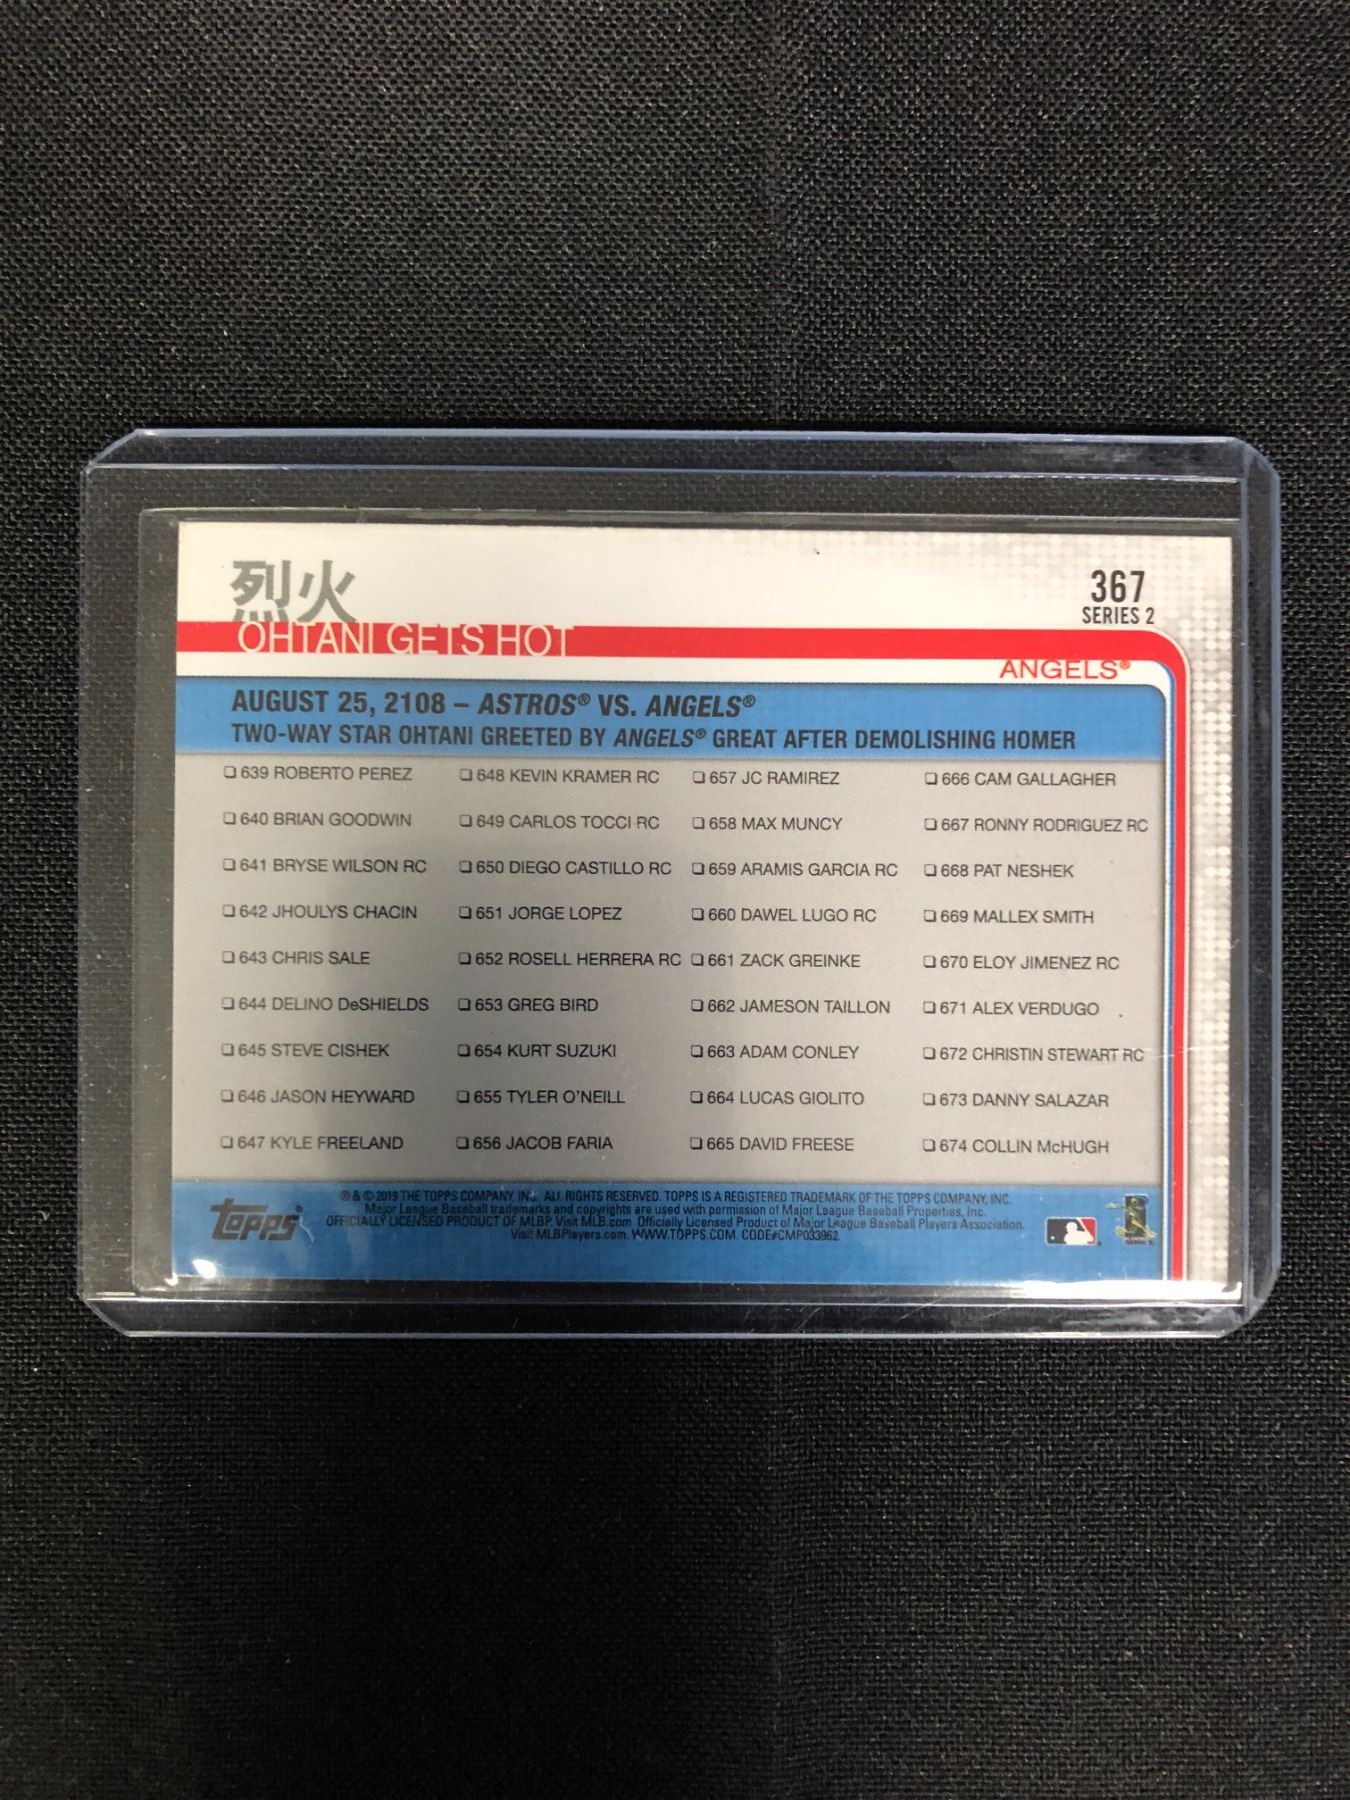 烈火
367
SERIES 2
OHTANI GETS HOT
ANGELS®
AUGUST 25, 2108 – ASTROS® VS. ANGELS®
TWO-WAY STAR OHTANI GREETED BY ANGELS® GREAT AFTER DEMOLISHING HOMER
❏ 639 ROBERTO PEREZ
❏ 640 BRIAN GOODWIN
❏ 641 BRYSE WILSON RC
❏ 642 JHOULYS CHACIN
❏ 643 CHRIS SALE
❏ 644 DELINO DeSHIELDS
❏ 645 STEVE CISHEK
❏ 646 JASON HEYWARD
❏ 647 KYLE FREELAND
❏ 648 KEVIN KRAMER RC
❏ 649 CARLOS TOCCI RC
❏ 650 DIEGO CASTILLO RC
❏ 651 JORGE LOPEZ
❏ 652 ROSELL HERRERA RC
❏ 653 GREG BIRD
❏ 654 KURT SUZUKI
❏ 655 TYLER O'NEILL
❏ 656 JACOB FARIA
❏ 657 JC RAMIREZ
❏ 658 MAX MUNCY
❏ 659 ARAMIS GARCIA RC
❏ 660 DAWEL LUGO RC
❏ 661 ZACK GREINKE
❏ 662 JAMESON TAILLON
❏ 663 ADAM CONLEY
❏ 664 LUCAS GIOLITO
❏ 665 DAVID FREESE
❏ 666 CAM GALLAGHER
❏ 667 RONNY RODRIGUEZ RC
❏ 668 PAT NESHEK
❏ 669 MALLEX SMITH
❏ 670 ELOY JIMENEZ RC
❏ 671 ALEX VERDUGO
❏ 672 CHRISTIN STEWART RC
❏ 673 DANNY SALAZAR
❏ 674 COLLIN McHUGH
topps
® & © 2019 THE TOPPS COMPANY, INC. ALL RIGHTS RESERVED. TOPPS IS A REGISTERED TRADEMARK OF THE TOPPS COMPANY, INC.
Major League Baseball trademarks and copyrights are used with permission of Major League Baseball Properties, Inc.
OFFICIALLY LICENSED PRODUCT OF MLBP. Visit MLB.com Officially Licensed Product of Major League Baseball Players Association.
Visit MLBPlayers.com. WWW.TOPPS.COM. CODE#CMP033962